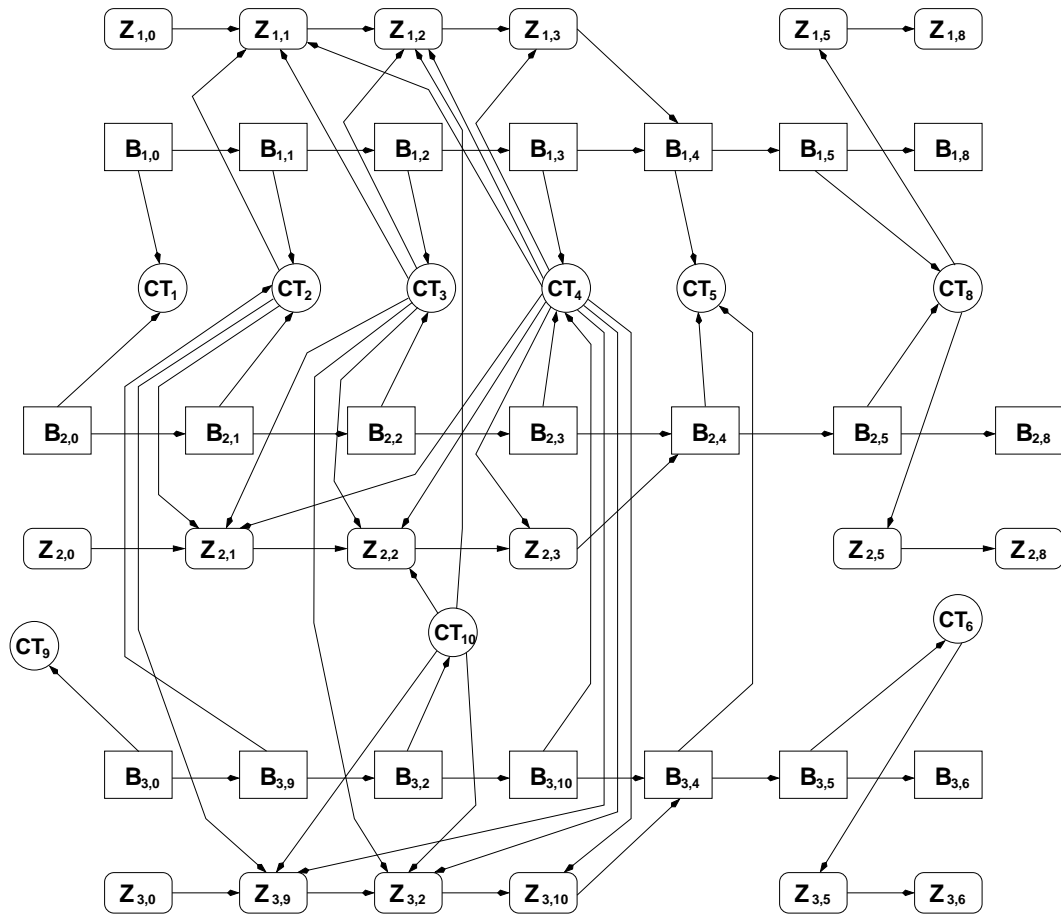 Z1,0 Z1,1 Z1,2 Z1,3 Z1,5 Z1,8
B1,0 B1,1 B1,2 B1,3 B1,4 B1,5 B1,8
CT1 CT2 CT3 CT4 CT5 CT8
B2,0 B2,1 B2,2 B2,3 B2,4 B2,5 B2,8
Z2,0 Z2,1 Z2,2 Z2,3 Z2,5 Z2,8
CT9 CT10 CT6
B3,0 B3,9 B3,2 B3,10 B3,4 B3,5 B3,6
Z3,0 Z3,9 Z3,2 Z3,10 Z3,5 Z3,6